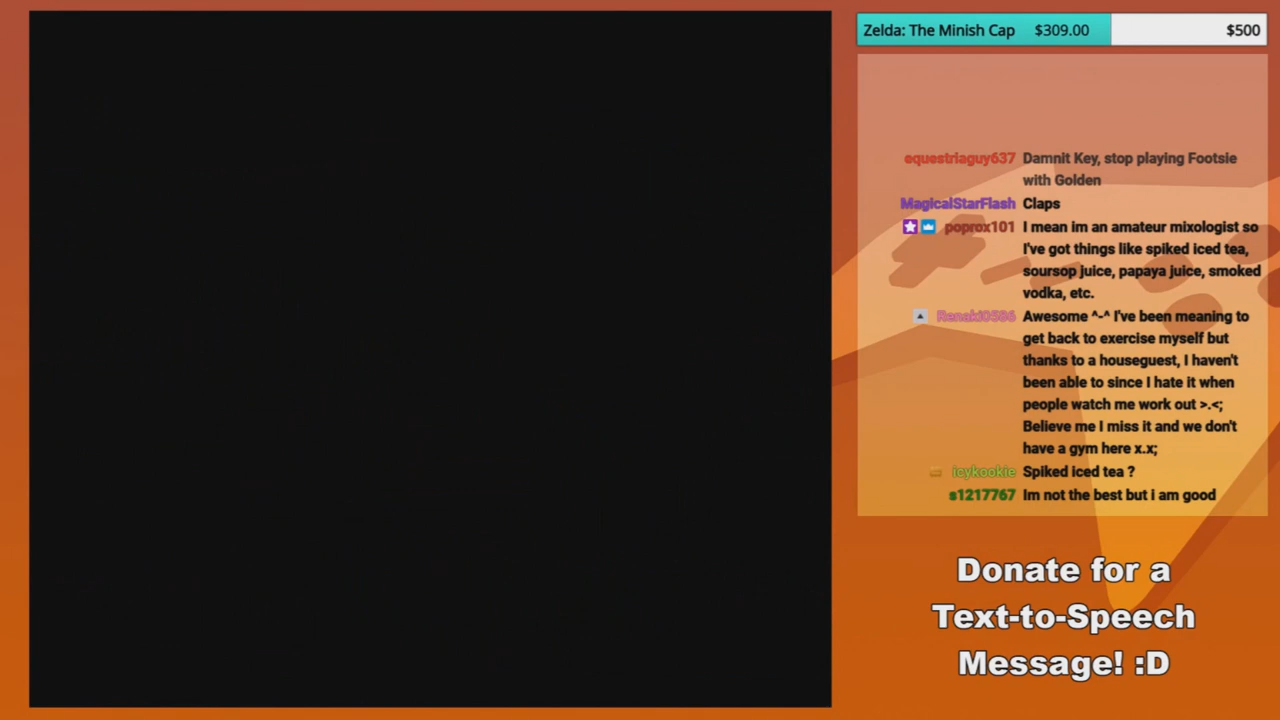 Zelda: The Minish Cap $309.00 $500
equestriaguy637 Damnit Key, stop playing Footsie
with Golden
MagicalStarFlash Claps
poprox101 I mean im an amateur mixologist so
I've got things like spiked iced tea,
soursop juice, papaya juice, smoked
vodka, etc.
Renaki0586 Awesome ^-^ I've been meaning to
get back to exercise myself but
thanks to a houseguest, I haven't
been able to since I hate it when
people watch me work out >.<;
Believe me I miss it and we don't
have a gym here x.x;
icykookie Spiked iced tea ?
s1217767 Im not the best but i am good
Donate for a
Text-to-Speech
Message! :D